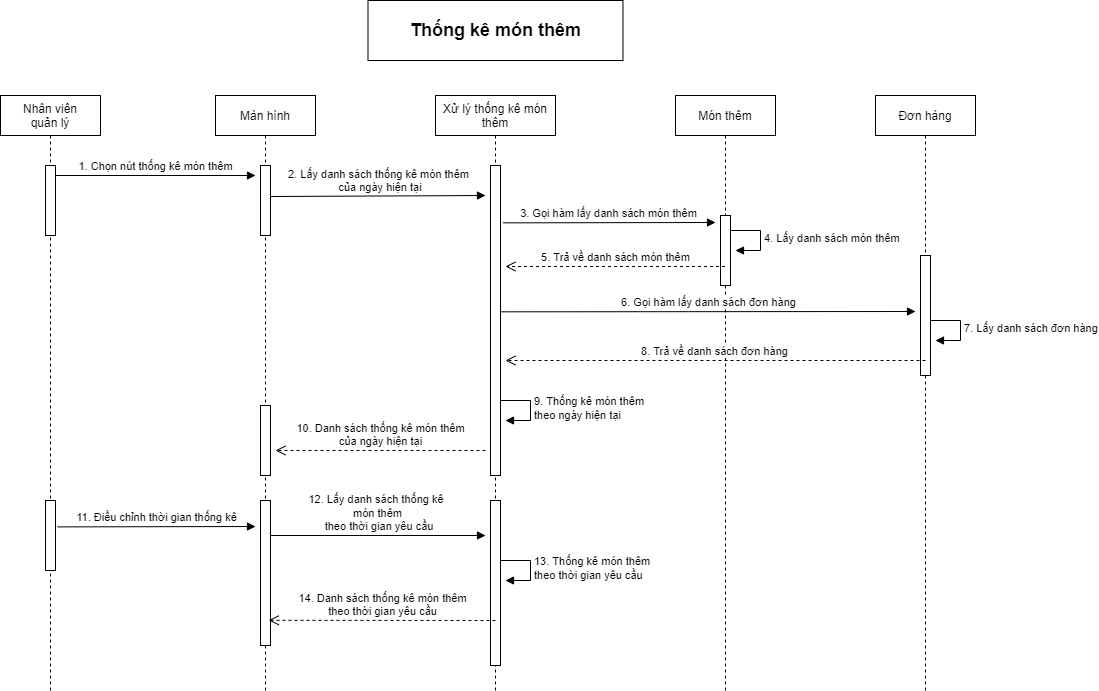 Thống kê món thêm
Nhân viên
quản lý
Màn hình
Xử lý thống kê món
thêm
Món thêm
Đơn hàng
1. Chọn nút thống kê món thêm
2. Lấy danh sách thống kê món thêm
của ngày hiện tại
3. Gọi hàm lấy danh sách món thêm
4. Lấy danh sách món thêm
5. Trả về danh sách món thêm
6. Gọi hàm lấy danh sách đơn hàng
7. Lấy danh sách đơn hàng
8. Trả về danh sách đơn hàng
9. Thống kê món thêm
theo ngày hiện tại
10. Danh sách thống kê món thêm
của ngày hiện tại
11. Điều chỉnh thời gian thống kê
12. Lấy danh sách thống kê
món thêm
theo thời gian yêu cầu
13. Thống kê món thêm
theo thời gian yêu cầu
14. Danh sách thống kê món thêm
theo thời gian yêu cầu